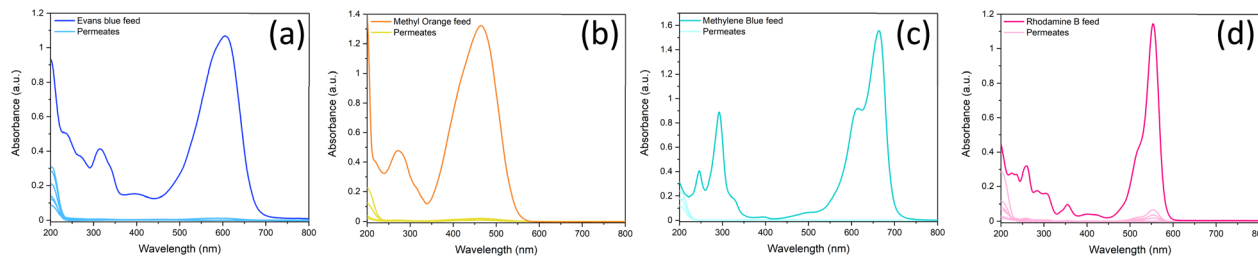 Evans blue feed
Permeates
(a)
Absorbance (a.u.)
1.2
1
0.8
0.6
0.4
0.2
0
200 300 400 500 600 700 800
Wavelength (nm)
Methyl Orange feed
Permeates
(b)
Absorbance (a.u.)
1.4
1.2
1
0.8
0.6
0.4
0.2
0
200 300 400 500 600 700 800
Wavelength (nm)
Methylene Blue feed
Permeates
(c)
Absorbance (a.u.)
1.6
1.4
1.2
1
0.8
0.6
0.4
0.2
0
200 300 400 500 600 700 800
Wavelength (nm)
Rhodamine B feed
Permeates
(d)
Absorbance (a.u.)
1.2
1
0.8
0.6
0.4
0.2
0
200 300 400 500 600 700 800
Wavelength (nm)